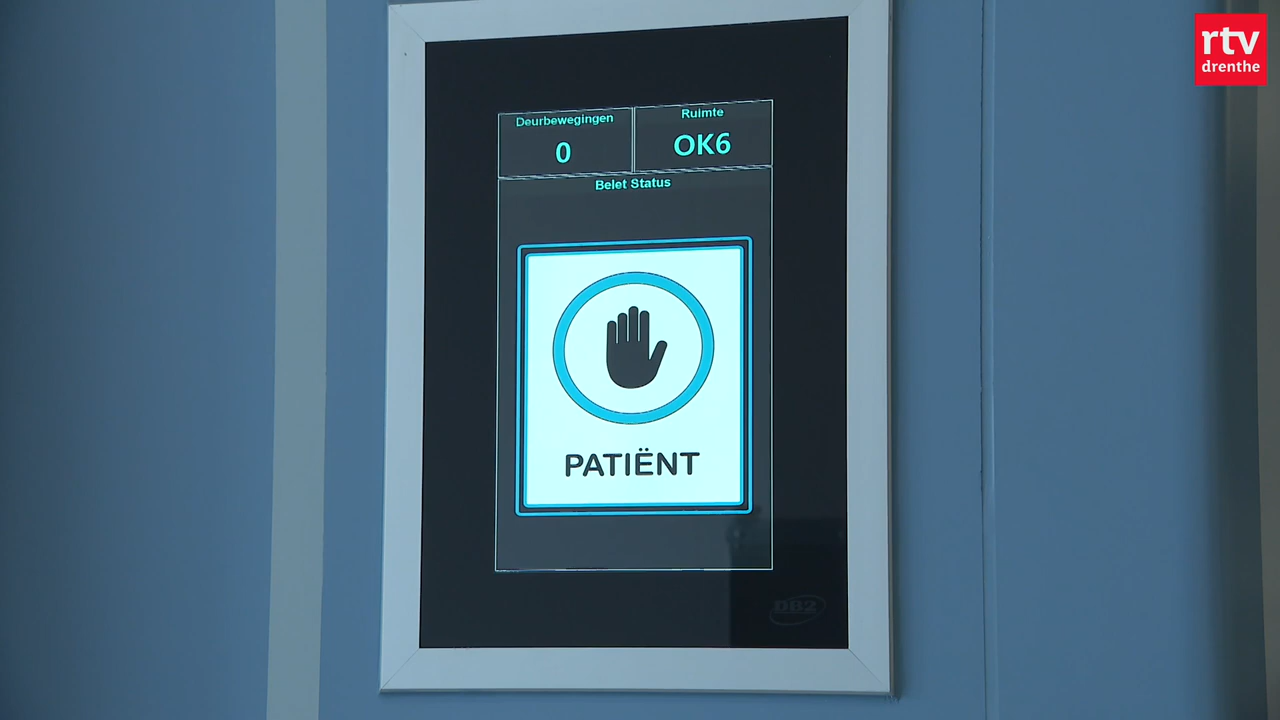 rtv
drenthe
Deurbewegingen
Ruimte
0
OK6
Belet Status
PATIËNT
DB2